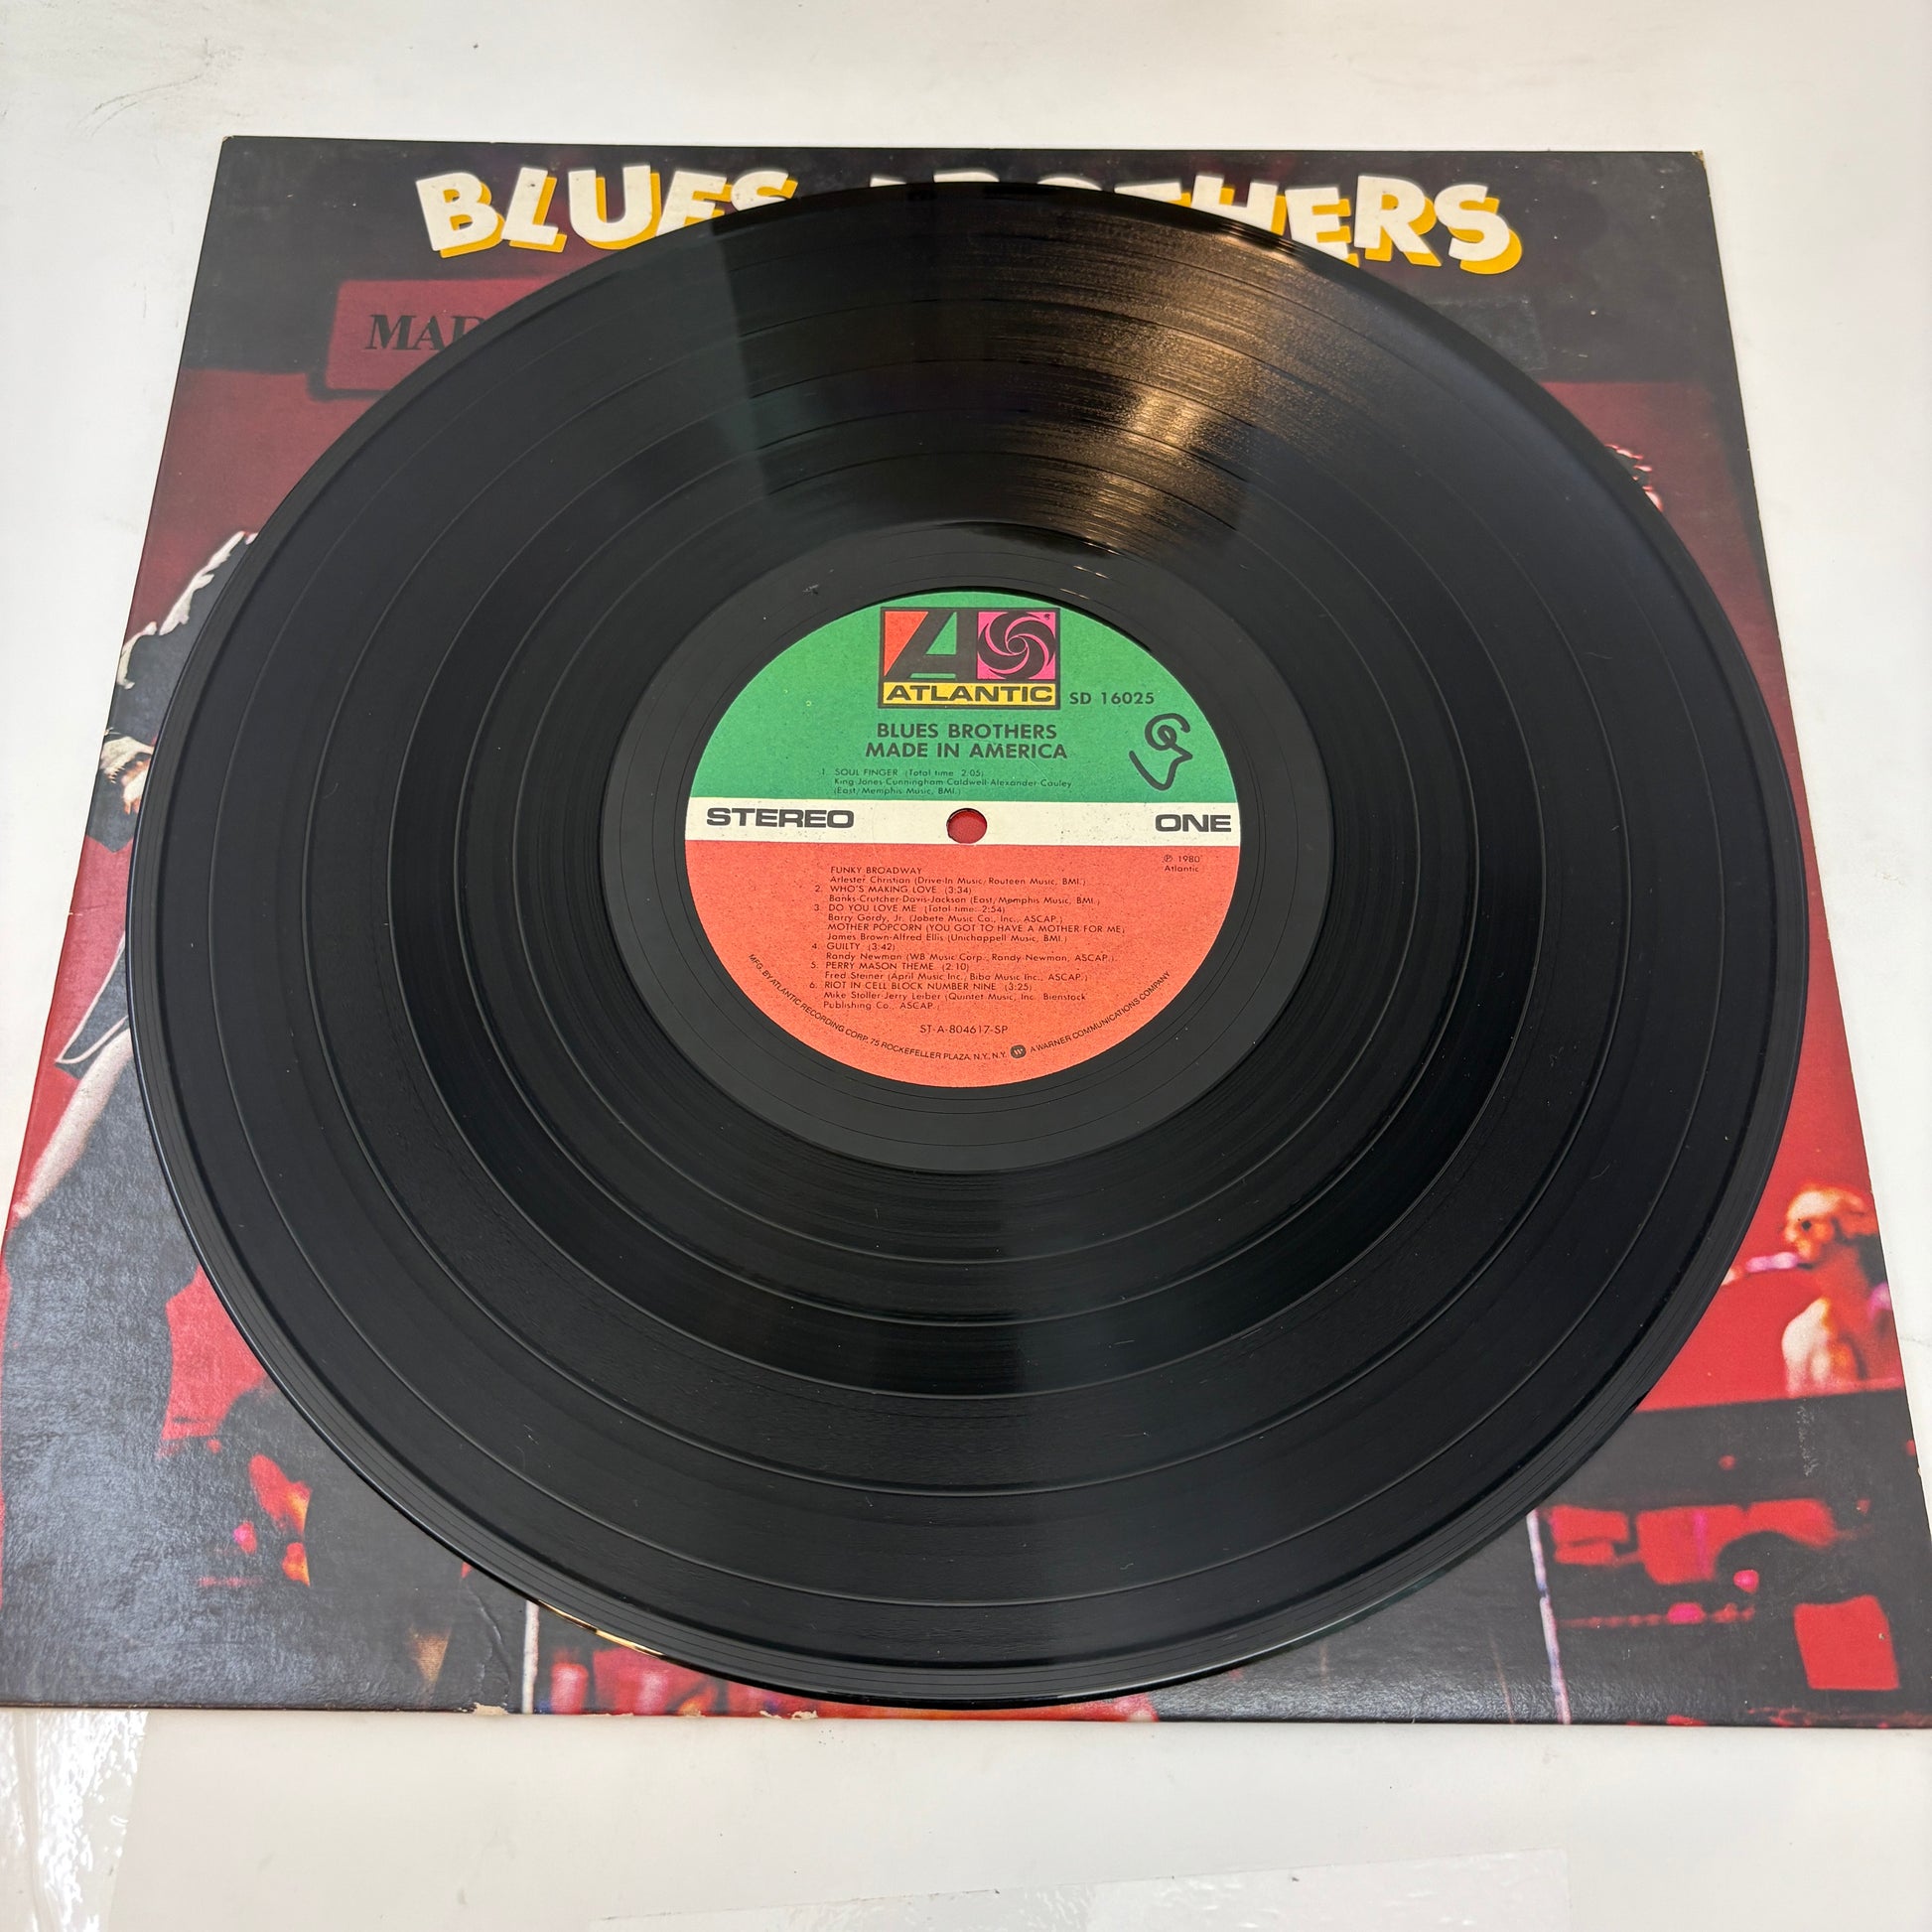 BLUES BROTHERS
MAD
ATLANTIC
SD 16025
BLUES BROTHERS
MADE IN AMERICA
1. SOUL FINGER (Total time 2:05)
King-Jones-Cunningham-Caldwell-Alexander-Cauley
(East/Memphis Music, BMI.)
STEREO
ONE
℗ 1980
Atlantic
FUNKY BROADWAY
Arlester Christian (Drive-In Music/Routeen Music, BMI.)
2. WHO'S MAKING LOVE (3:34)
Banks-Crutcher-Davis-Jackson (East/Memphis Music, BMI.)
3. DO YOU LOVE ME (Total time: 2:54)
Barry Gordy, Jr. (Jobete Music Co., Inc., ASCAP.)
MOTHER POPCORN (YOU GOT TO HAVE A MOTHER FOR ME)
James Brown-Alfred Ellis (Unichappell Music, BMI.)
4. GUILTY (3:42)
Randy Newman (WB Music Corp., Randy Newman, ASCAP.)
5. PERRY MASON THEME (2:10)
Fred Steiner (April Music Inc./Biba Music Inc., ASCAP.)
6. RIOT IN CELL BLOCK NUMBER NINE (3:25)
Mike Stoller-Jerry Leiber (Quintet Music, Inc. Bienstock
Publishing Co., ASCAP.)
ST-A-804617-SP
MFG. BY ATLANTIC RECORDING CORP. 75 ROCKEFELLER PLAZA, N.Y., N.Y. A WARNER COMMUNICATIONS COMPANY